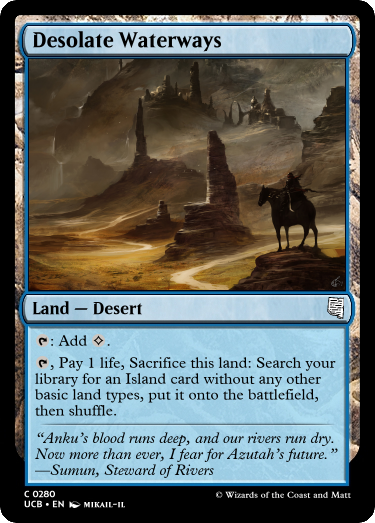 Desolate Waterways
Land — Desert
: Add .
, Pay 1 life, Sacrifice this land: Search your
library for an Island card without any other
basic land types, put it onto the battlefield,
then shuffle.
“Anku’s blood runs deep, and our rivers run dry.
Now more than ever, I fear for Azutah’s future.”
—Sumun, Steward of Rivers
C 0280
UCB • EN MIKAIL-IL
© Wizards of the Coast and Matt